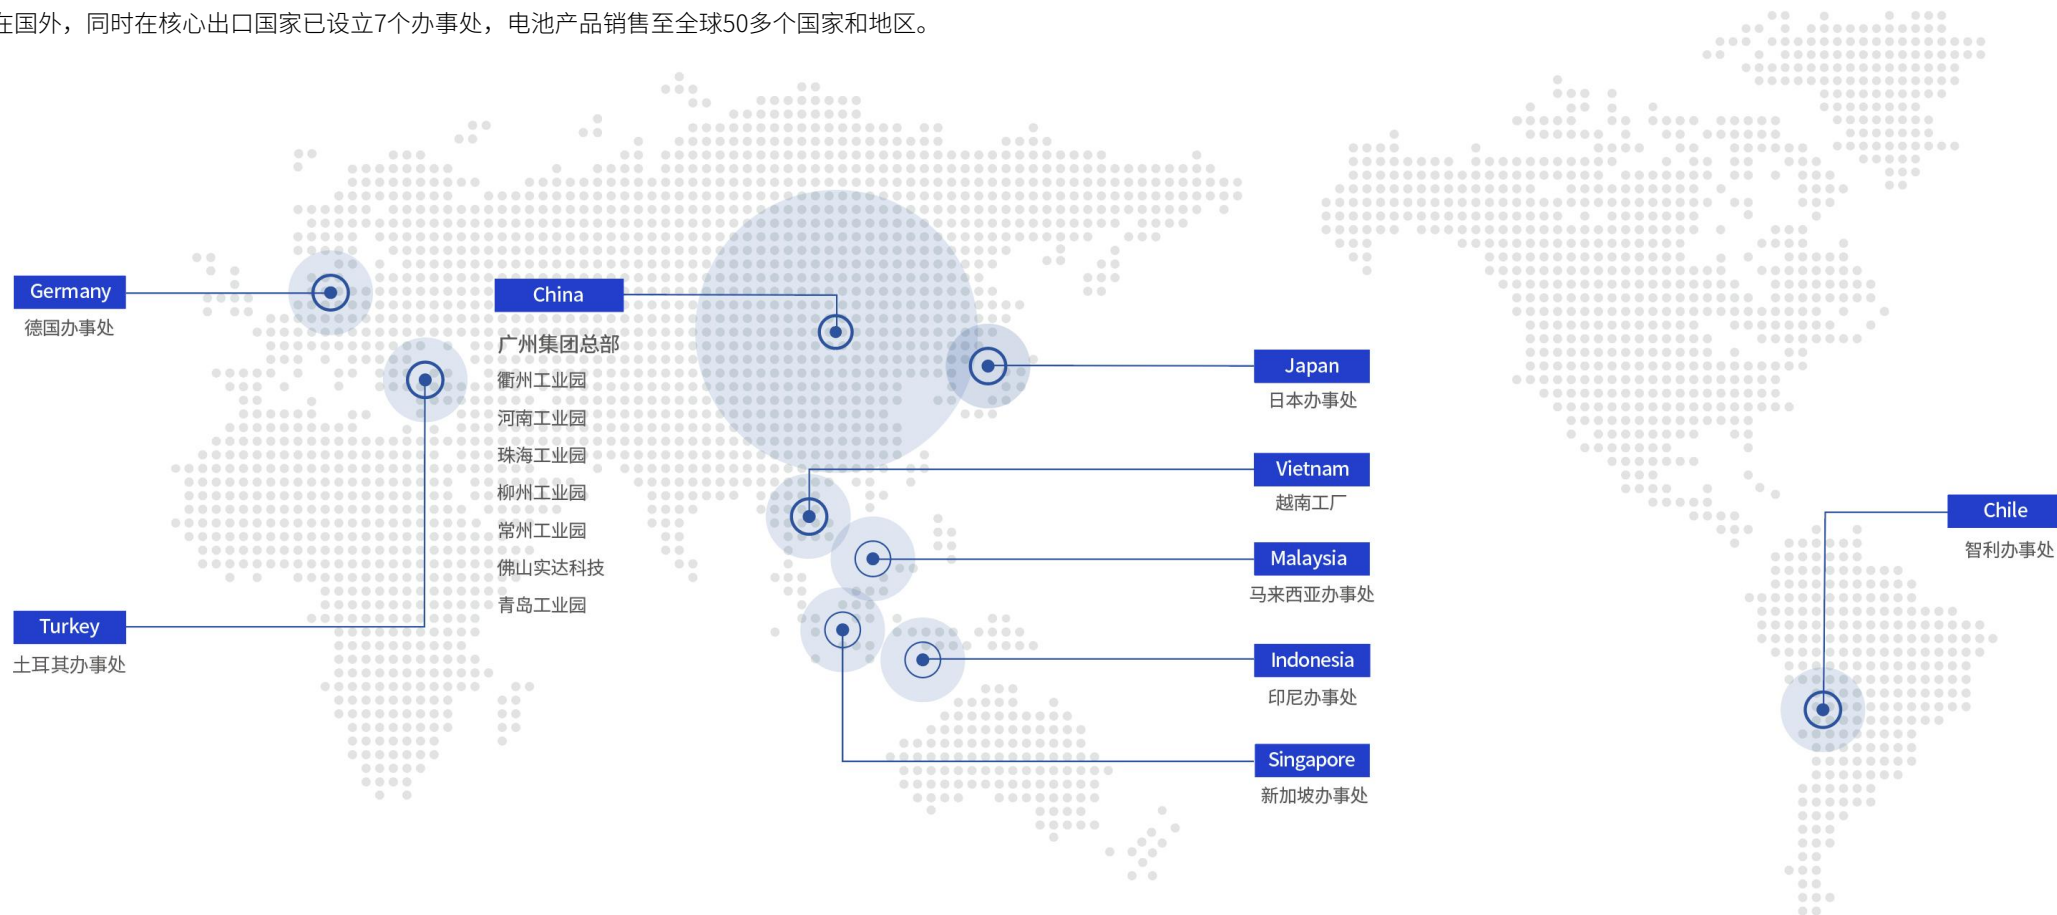 在国外，同时在核心出口国家已设立7个办事处，电池产品销售至全球50多个国家和地区。
Germany
德国办事处
China
广州集团总部
衢州工业园
河南工业园
珠海工业园
柳州工业园
常州工业园
佛山实达科技
青岛工业园
Turkey
土耳其办事处
Japan
日本办事处
Vietnam
越南工厂
Malaysia
马来西亚办事处
Indonesia
印尼办事处
Singapore
新加坡办事处
Chile
智利办事处